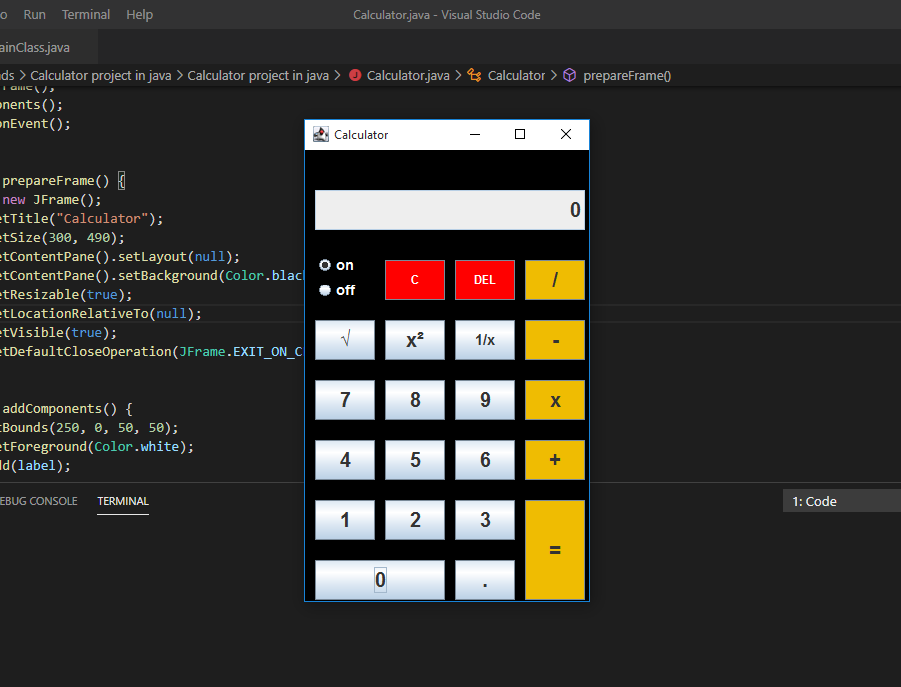 o Run Terminal Help
Calculator.java - Visual Studio Code
ainClass.java
ds > Calculator project in java > Calculator project in java > Calculator.java > Calculator > prepareFrame()
rame();
onents();
onEvent();
prepareFrame() {
new JFrame();
etTitle("Calculator");
etSize(300, 490);
etContentPane().setLayout(null);
etContentPane().setBackground(Color.blac
etResizable(true);
etLocationRelativeTo(null);
etVisible(true);
etDefaultCloseOperation(JFrame.EXIT_ON_C
addComponents() {
tBounds(250, 0, 50, 50);
etForeground(Color.white);
dd(label);
EBUG CONSOLE TERMINAL
1: Code
Calculator
0
on
off
C DEL /
√ x² 1/x -
7 8 9 x
4 5 6 +
1 2 3
=
0 .